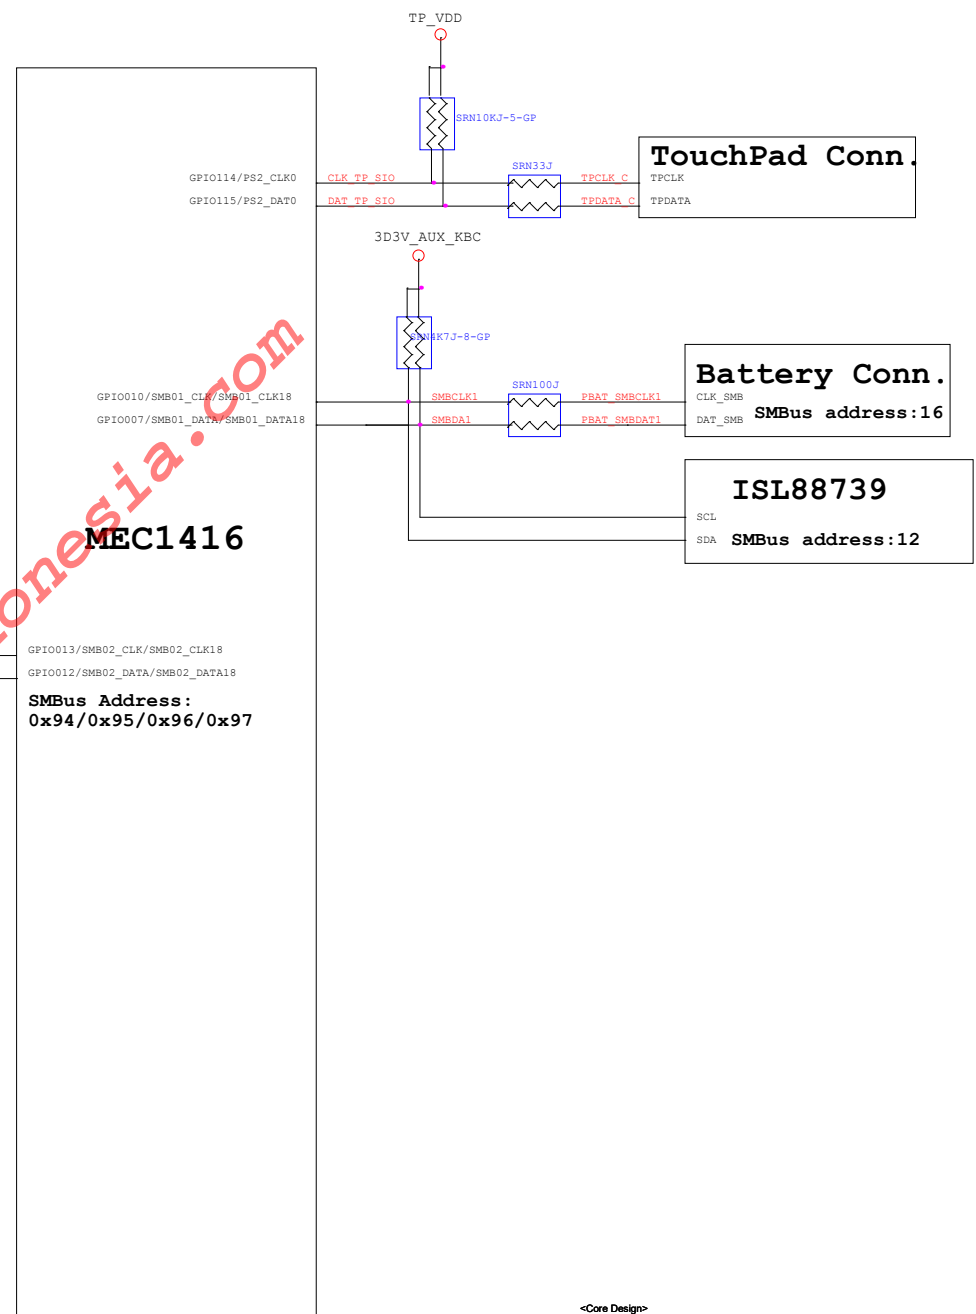 TP_VDD
SRN10KJ-5-GP
TouchPad Conn.
SRN33J
GPIO114/PS2_CLK0
CLK_TP_SIO
TPCLK_C
TPCLK
GPIO115/PS2_DAT0
DAT_TP_SIO
TPDATA_C
TPDATA
3D3V_AUX_KBC
SRN4K7J-8-GP
Battery Conn.
SRN100J
GPIO010/SMB01_CLK/SMB01_CLK18
SMBCLK1
PBAT_SMBCLK1
CLK_SMB
SMBus address:16
GPIO007/SMB01_DATA/SMB01_DATA18
SMBDA1
PBAT_SMBDAT1
DAT_SMB
ISL88739
SCL
SDA
SMBus address:12
MEC1416
onesia.com
GPIO013/SMB02_CLK/SMB02_CLK18
GPIO012/SMB02_DATA/SMB02_DATA18
SMBus Address:
0x94/0x95/0x96/0x97
<Core Design>